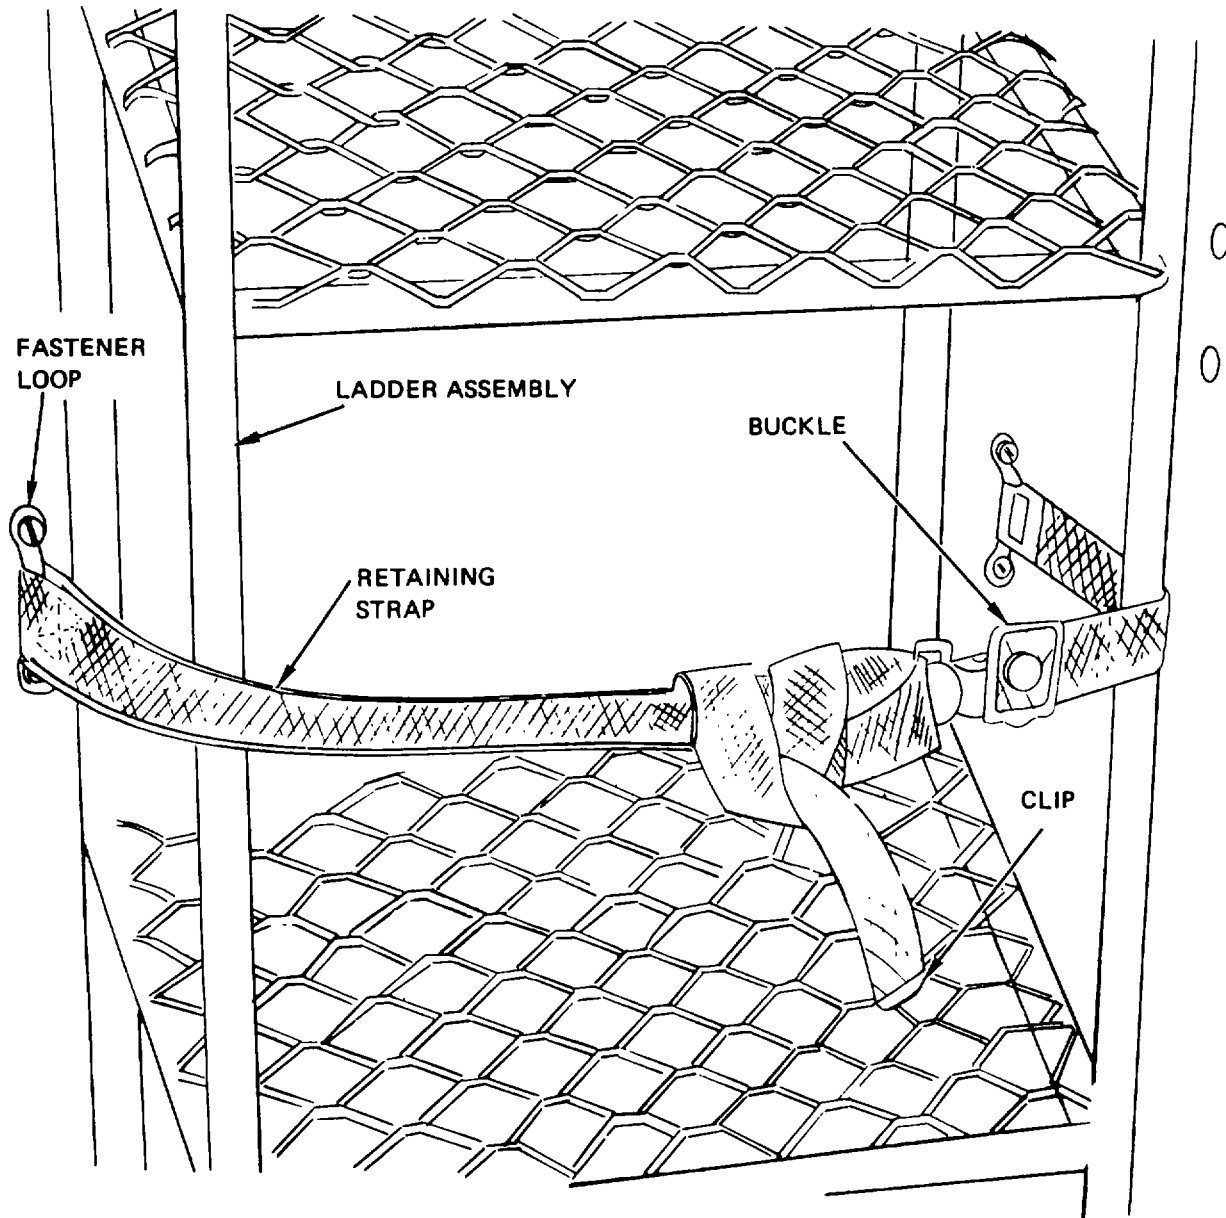 FASTENER
LOOP
LADDER ASSEMBLY
BUCKLE
RETAINING
STRAP
CLIP